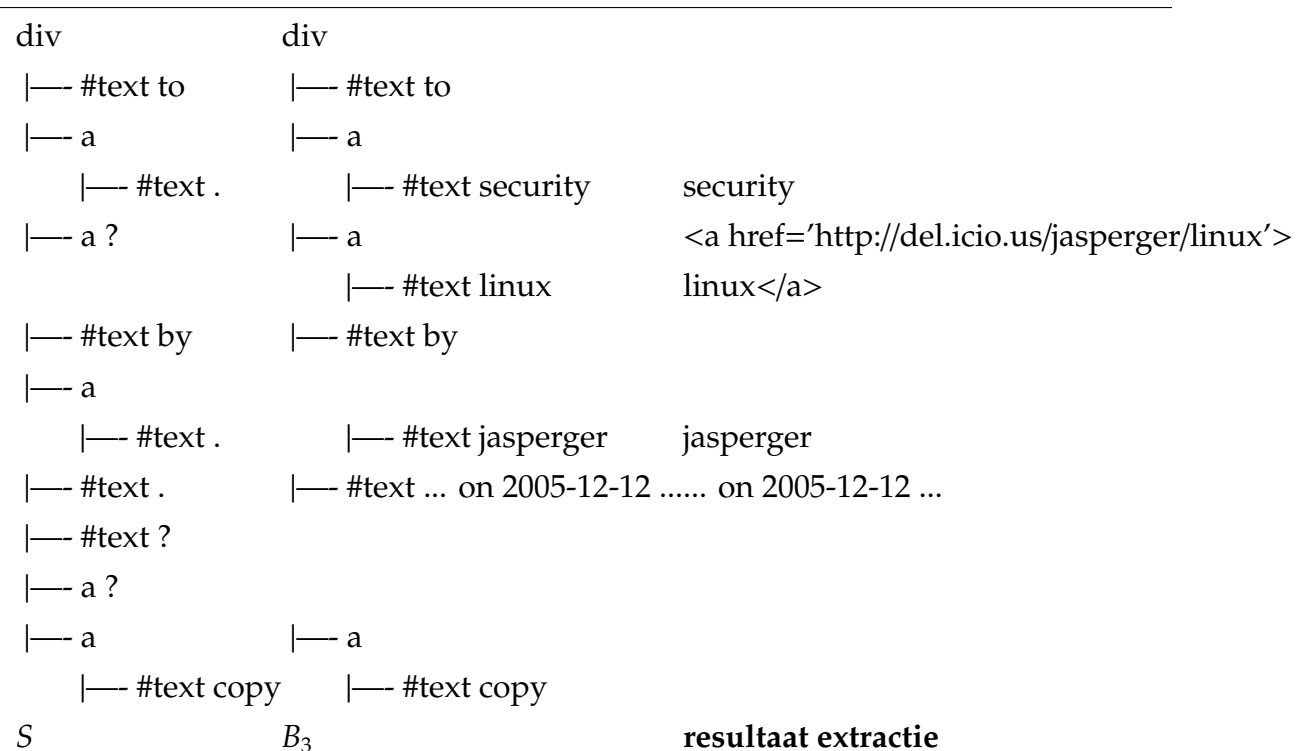 div div
|—- #text to |—- #text to
|—- a |—- a
|—- #text . |—- #text security security
|—- a ? |—- a <a href=’http://del.icio.us/jasperger/linux’>
|—- #text linux linux</a>
|—- #text by |—- #text by
|—- a
|—- #text . |—- #text jasperger jasperger
|—- #text . |—- #text ... on 2005-12-12 ...... on 2005-12-12 ...
|—- #text ?
|—- a ?
|—- a |—- a
|—- #text copy |—- #text copy
S B₃ resultaat extractie